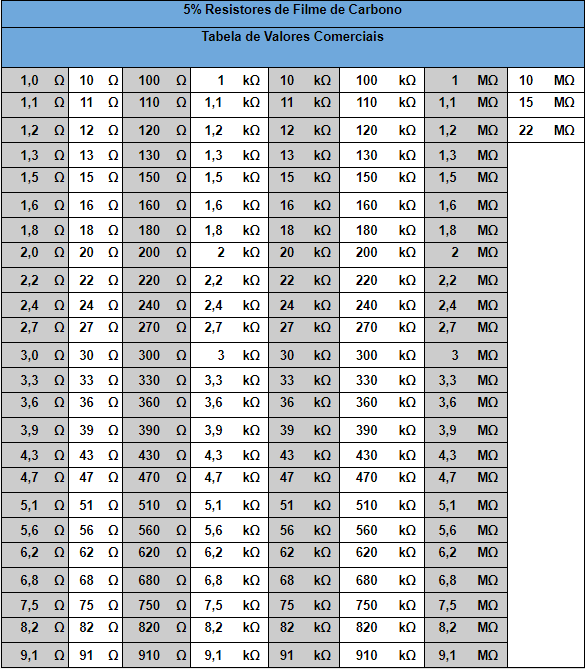 5% Resistores de Filme de Carbono
Tabela de Valores Comerciais
1,0 Ω 10 Ω 100 Ω 1 kΩ 10 kΩ 100 kΩ 1 MΩ 10 MΩ
1,1 Ω 11 Ω 110 Ω 1,1 kΩ 11 kΩ 110 kΩ 1,1 MΩ 15 MΩ
1,2 Ω 12 Ω 120 Ω 1,2 kΩ 12 kΩ 120 kΩ 1,2 MΩ 22 MΩ
1,3 Ω 13 Ω 130 Ω 1,3 kΩ 13 kΩ 130 kΩ 1,3 MΩ
1,5 Ω 15 Ω 150 Ω 1,5 kΩ 15 kΩ 150 kΩ 1,5 MΩ
1,6 Ω 16 Ω 160 Ω 1,6 kΩ 16 kΩ 160 kΩ 1,6 MΩ
1,8 Ω 18 Ω 180 Ω 1,8 kΩ 18 kΩ 180 kΩ 1,8 MΩ
2,0 Ω 20 Ω 200 Ω 2 kΩ 20 kΩ 200 kΩ 2 MΩ
2,2 Ω 22 Ω 220 Ω 2,2 kΩ 22 kΩ 220 kΩ 2,2 MΩ
2,4 Ω 24 Ω 240 Ω 2,4 kΩ 24 kΩ 240 kΩ 2,4 MΩ
2,7 Ω 27 Ω 270 Ω 2,7 kΩ 27 kΩ 270 kΩ 2,7 MΩ
3,0 Ω 30 Ω 300 Ω 3 kΩ 30 kΩ 300 kΩ 3 MΩ
3,3 Ω 33 Ω 330 Ω 3,3 kΩ 33 kΩ 330 kΩ 3,3 MΩ
3,6 Ω 36 Ω 360 Ω 3,6 kΩ 36 kΩ 360 kΩ 3,6 MΩ
3,9 Ω 39 Ω 390 Ω 3,9 kΩ 39 kΩ 390 kΩ 3,9 MΩ
4,3 Ω 43 Ω 430 Ω 4,3 kΩ 43 kΩ 430 kΩ 4,3 MΩ
4,7 Ω 47 Ω 470 Ω 4,7 kΩ 47 kΩ 470 kΩ 4,7 MΩ
5,1 Ω 51 Ω 510 Ω 5,1 kΩ 51 kΩ 510 kΩ 5,1 MΩ
5,6 Ω 56 Ω 560 Ω 5,6 kΩ 56 kΩ 560 kΩ 5,6 MΩ
6,2 Ω 62 Ω 620 Ω 6,2 kΩ 62 kΩ 620 kΩ 6,2 MΩ
6,8 Ω 68 Ω 680 Ω 6,8 kΩ 68 kΩ 680 kΩ 6,8 MΩ
7,5 Ω 75 Ω 750 Ω 7,5 kΩ 75 kΩ 750 kΩ 7,5 MΩ
8,2 Ω 82 Ω 820 Ω 8,2 kΩ 82 kΩ 820 kΩ 8,2 MΩ
9,1 Ω 91 Ω 910 Ω 9,1 kΩ 91 kΩ 910 kΩ 9,1 MΩ